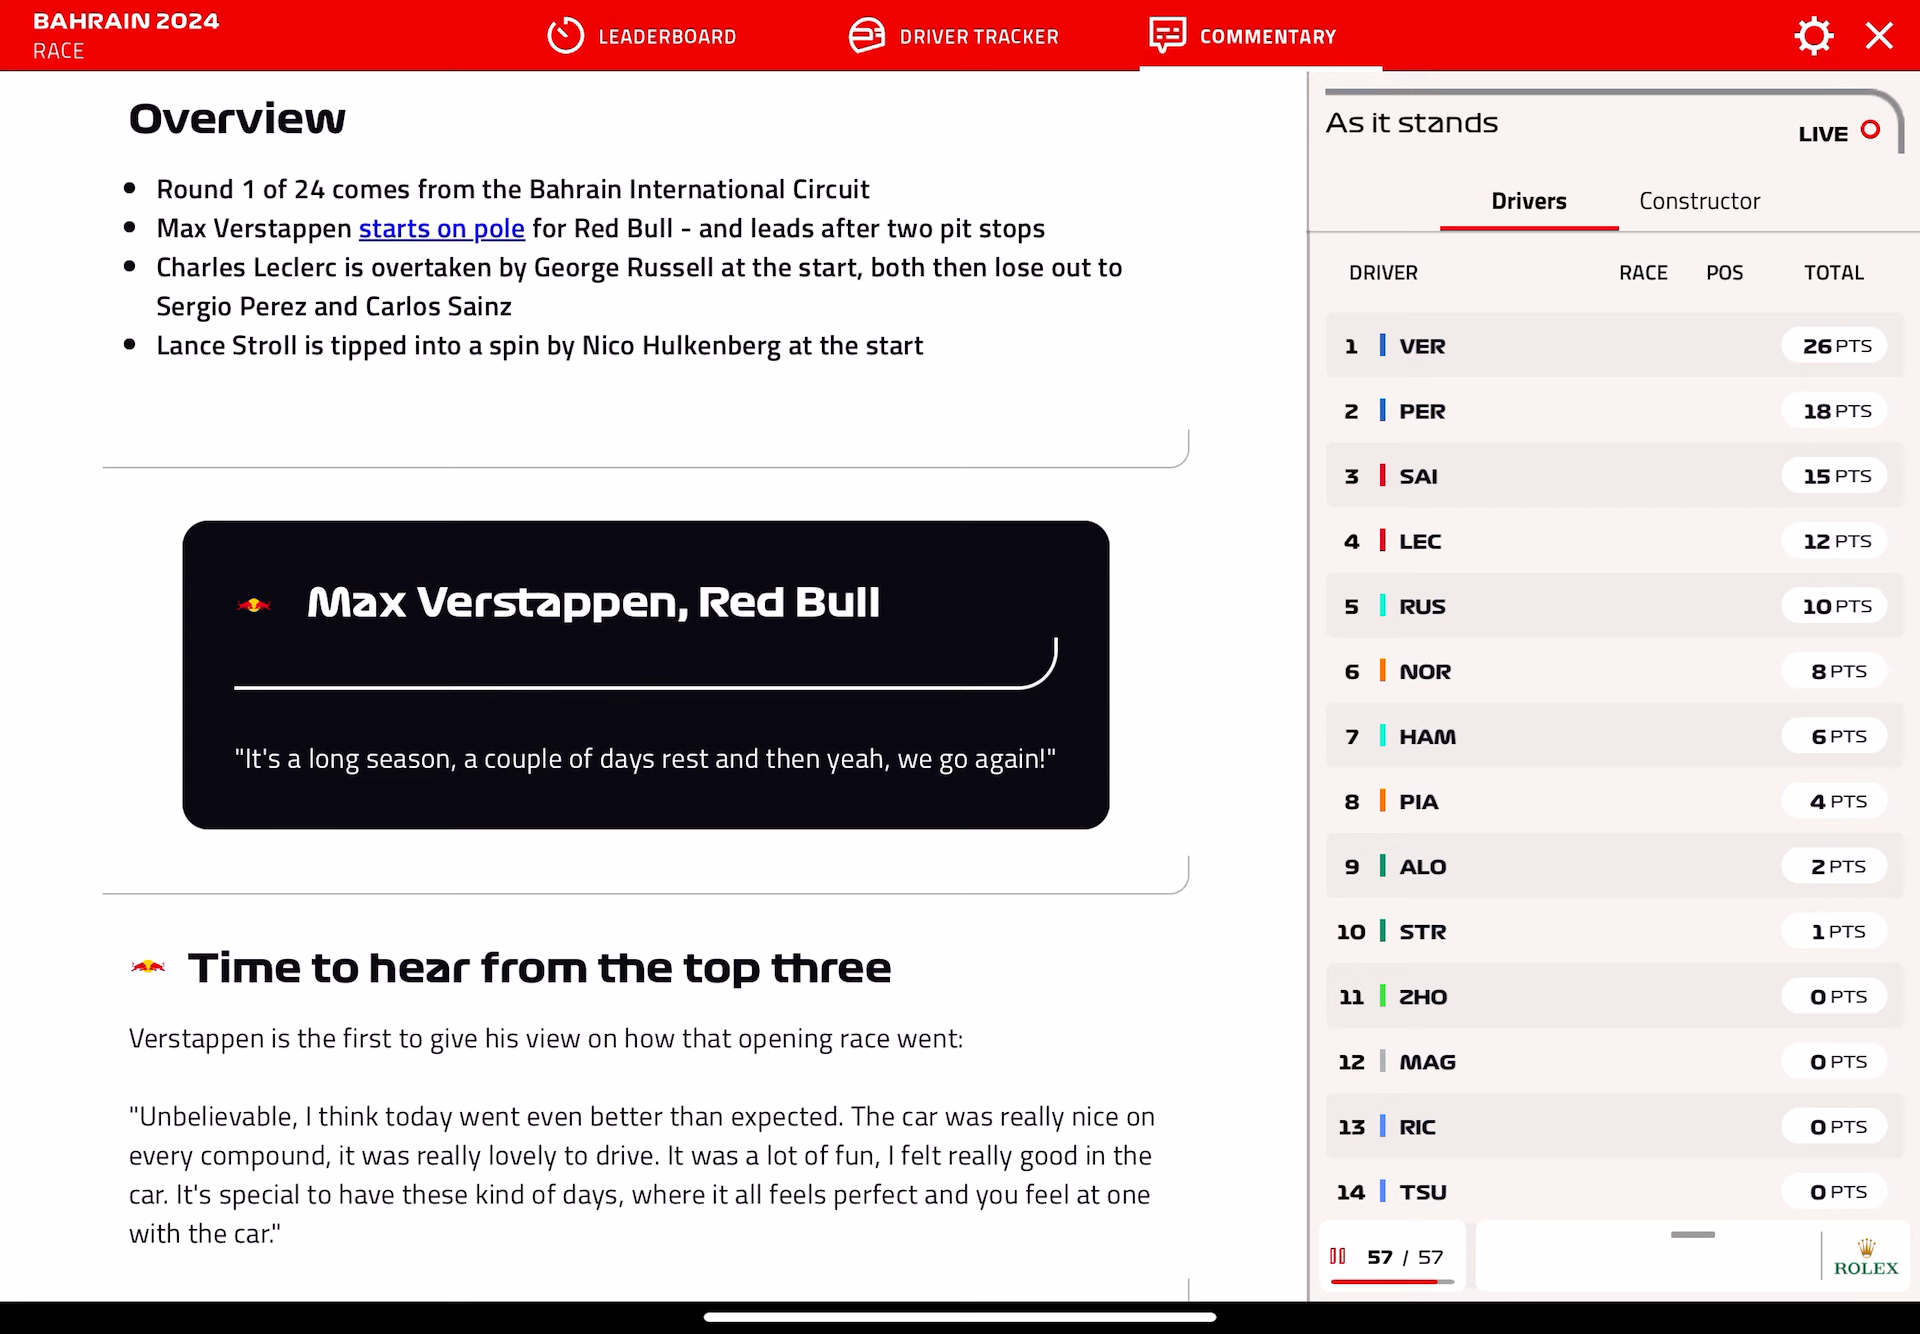 BAHRAIN 2024
RACE
LEADERBOARD
DRIVER TRACKER
COMMENTARY
Overview
Round 1 of 24 comes from the Bahrain International Circuit
Max Verstappen starts on pole for Red Bull - and leads after two pit stops
Charles Leclerc is overtaken by George Russell at the start, both then lose out to
Sergio Perez and Carlos Sainz
Lance Stroll is tipped into a spin by Nico Hulkenberg at the start
Max Verstappen, Red Bull
"It's a long season, a couple of days rest and then yeah, we go again!"
Time to hear from the top three
Verstappen is the first to give his view on how that opening race went:
"Unbelievable, I think today went even better than expected. The car was really nice on
every compound, it was really lovely to drive. It was a lot of fun, I felt really good in the
car. It's special to have these kind of days, where it all feels perfect and you feel at one
with the car."
As it stands
LIVE
Drivers Constructor
DRIVER RACE POS TOTAL
1 VER 26 PTS
2 PER 18 PTS
3 SAI 15 PTS
4 LEC 12 PTS
5 RUS 10 PTS
6 NOR 8 PTS
7 HAM 6 PTS
8 PIA 4 PTS
9 ALO 2 PTS
10 STR 1 PTS
11 ZHO 0 PTS
12 MAG 0 PTS
13 RIC 0 PTS
14 TSU 0 PTS
57 / 57
ROLEX